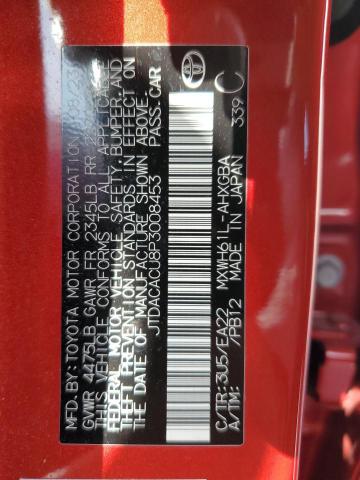 MFD.BY:TOYOTA MOTOR CORPORATION 08/23
GVWR 4475LB GAWR FR 2345LB RR
THIS VEHICLE CONFORMS TO ALL APPLICABLE
FEDERAL MOTOR VEHICLE SAFETY,BUMPER,AND
THEFT PREVENTION STANDARDS IN EFFECT ON
THE DATE OF MANUFACTURE SHOWN ABOVE.
JTDACACU8P3008453 PASS.CAR
C/TR:3U5/EA22 MXWH61L-AHXGBA
A/TM: /PB12 MADE IN JAPAN
339
C